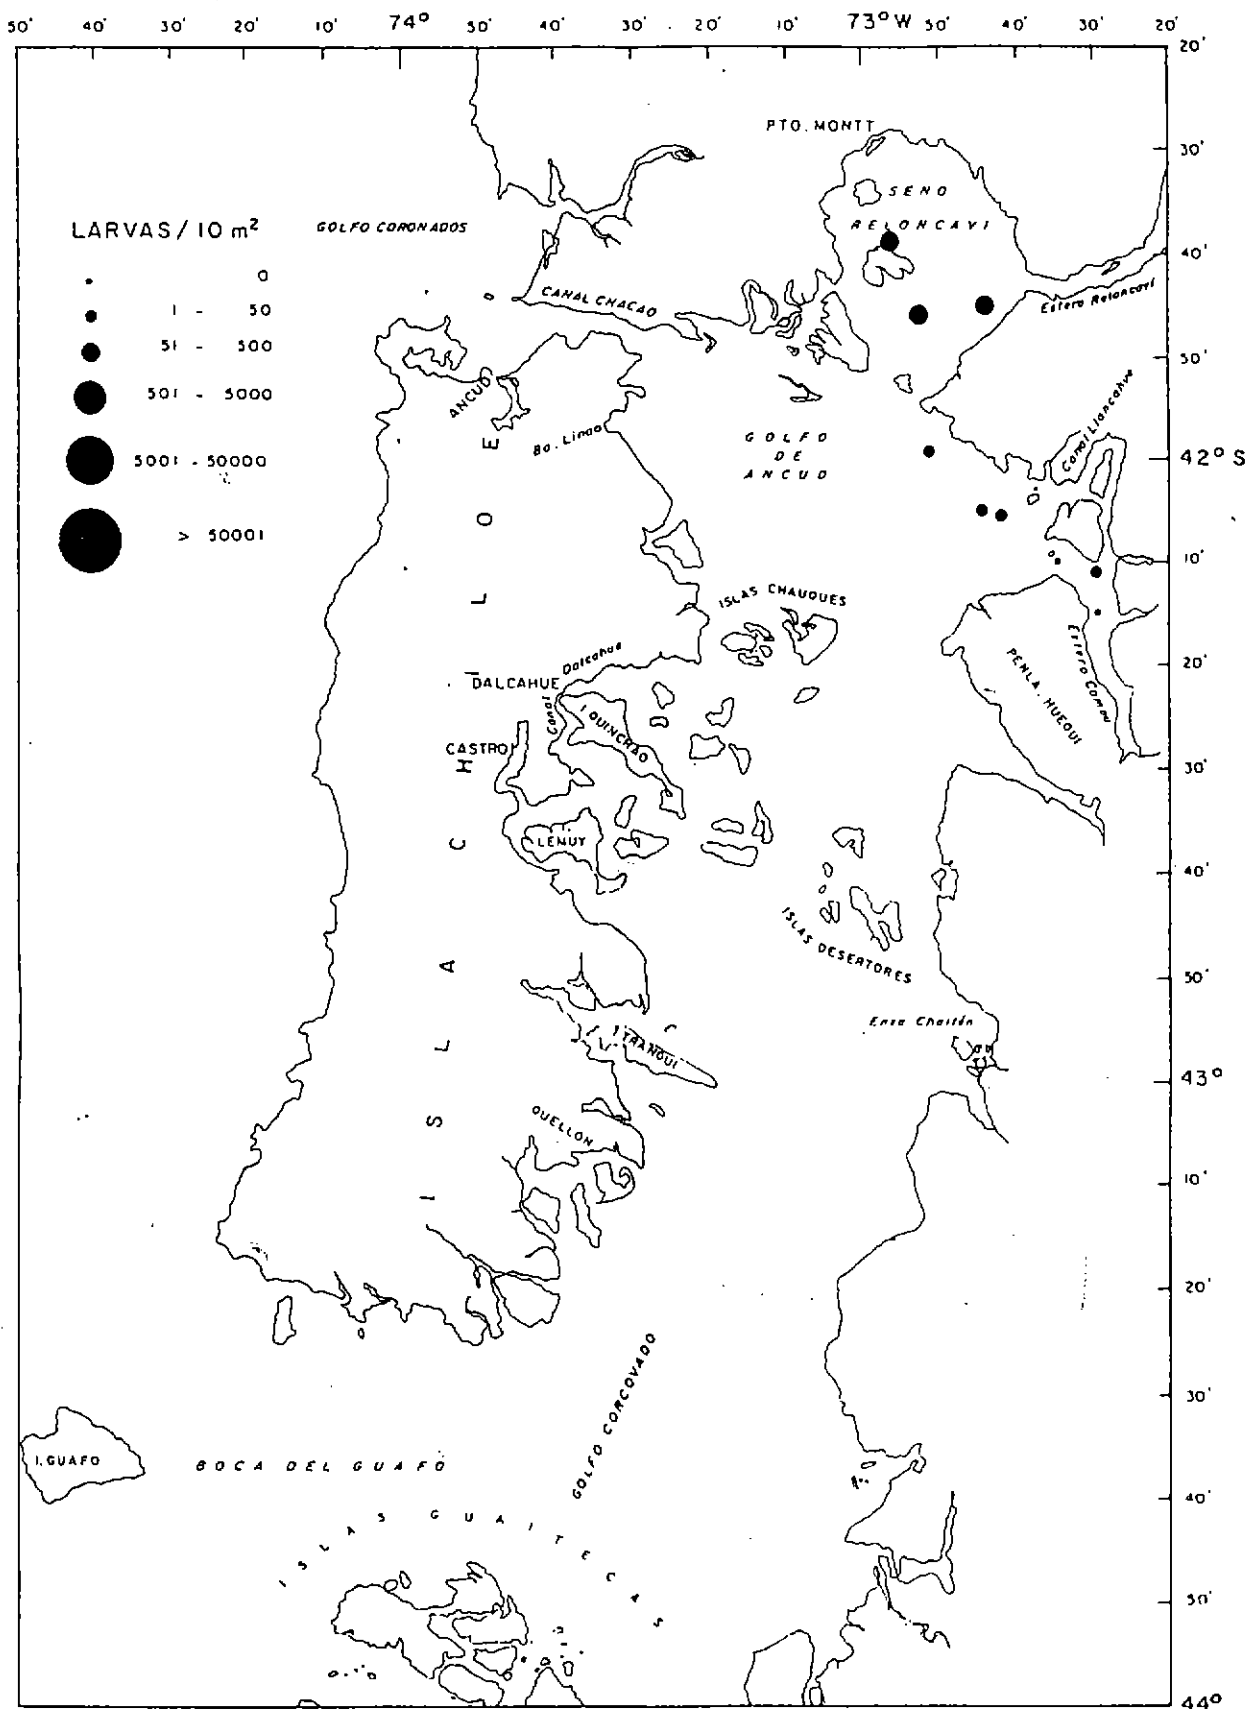 50' 40' 30' 20' 10' 74° 50' 40' 30' 20' 10' 73°W 50' 40' 30' 20'
20'
PTO. MONTT
30'
SENO
RELONCAVI
LARVAS/10 m²
0
1 - 50
51 - 500
501 - 5000
5001 - 50000
> 50001
GOLFO CORONADOS
40'
CANAL CHACAO
Estero Reloncaví
50'
ANCUD
Ba. Linao
GOLFO
DE
ANCUD
Canal Llancahue
42° S
10'
ISLAS CHAUQUES
Canal Dalcahue
DALCAHUE
20'
PENLA. HUEQUI
Estero Comau
I QUINCHAO
CASTRO
30'
I. LEMUY
40'
ISLAS DESERTORES
50'
Ensa Chaitén
I TRANQUI
43°
QUELLON
ISLA CHILOE
10'
20'
30'
GOLFO CORCOVADO
I. GUAFO
BOCA DEL GUAFO
40'
ISLAS GUAITECAS
50'
44°